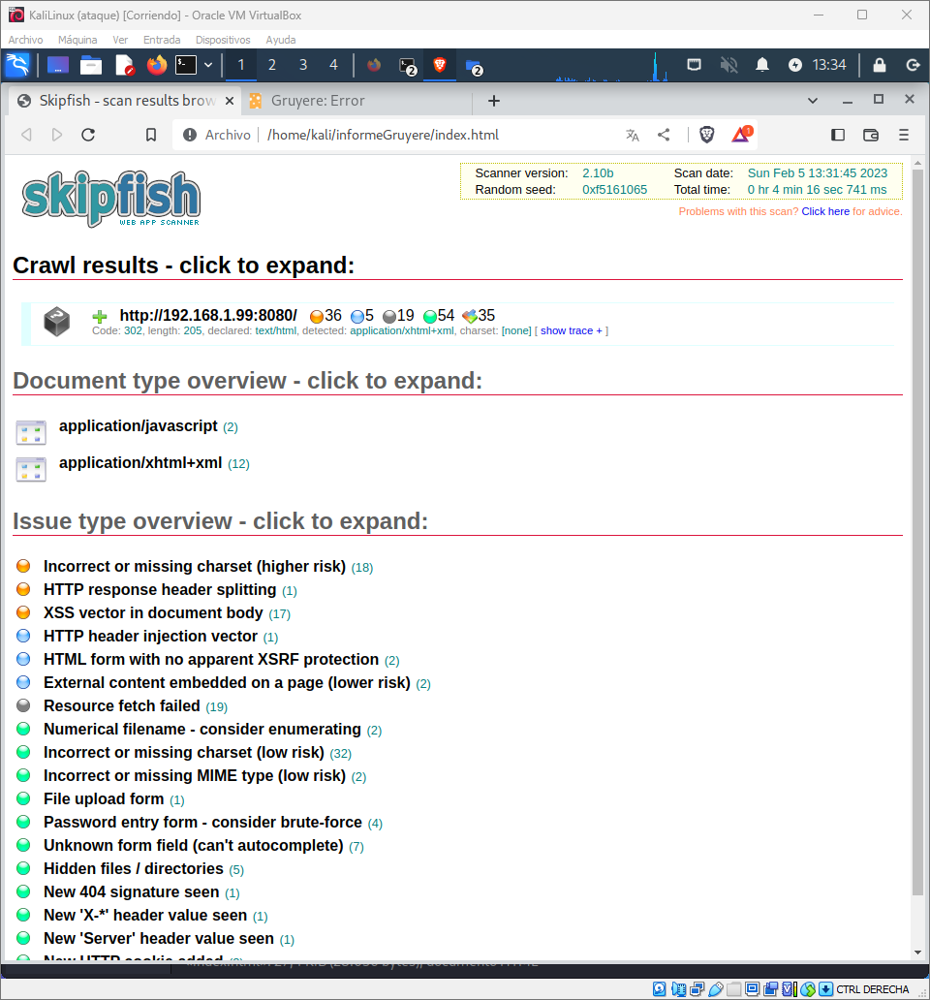 KaliLinux (ataque) [Corriendo] - Oracle VM VirtualBox
Archivo Máquina Ver Entrada Dispositivos Ayuda
1 2 3 4 2 2 13:34
Skipfish - scan results brow Gruyere: Error
Archivo /home/kali/informeGruyere/index.html 1
skipfish
WEB APP SCANNER
Scanner version: 2.10b Scan date: Sun Feb 5 13:31:45 2023
Random seed: 0xf5161065 Total time: 0 hr 4 min 16 sec 741 ms
Problems with this scan? Click here for advice.
Crawl results - click to expand:
http://192.168.1.99:8080/ 36 5 19 54 35
Code: 302, length: 205, declared: text/html, detected: application/xhtml+xml, charset: [none] [ show trace + ]
Document type overview - click to expand:
application/javascript (2)
application/xhtml+xml (12)
Issue type overview - click to expand:
Incorrect or missing charset (higher risk) (18)
HTTP response header splitting (1)
XSS vector in document body (17)
HTTP header injection vector (1)
HTML form with no apparent XSRF protection (2)
External content embedded on a page (lower risk) (2)
Resource fetch failed (19)
Numerical filename - consider enumerating (2)
Incorrect or missing charset (low risk) (32)
Incorrect or missing MIME type (low risk) (2)
File upload form (1)
Password entry form - consider brute-force (4)
Unknown form field (can't autocomplete) (7)
Hidden files / directories (5)
New 404 signature seen (1)
New 'X-*' header value seen (1)
New 'Server' header value seen (1)
New HTTP cookie added
CTRL DERECHA